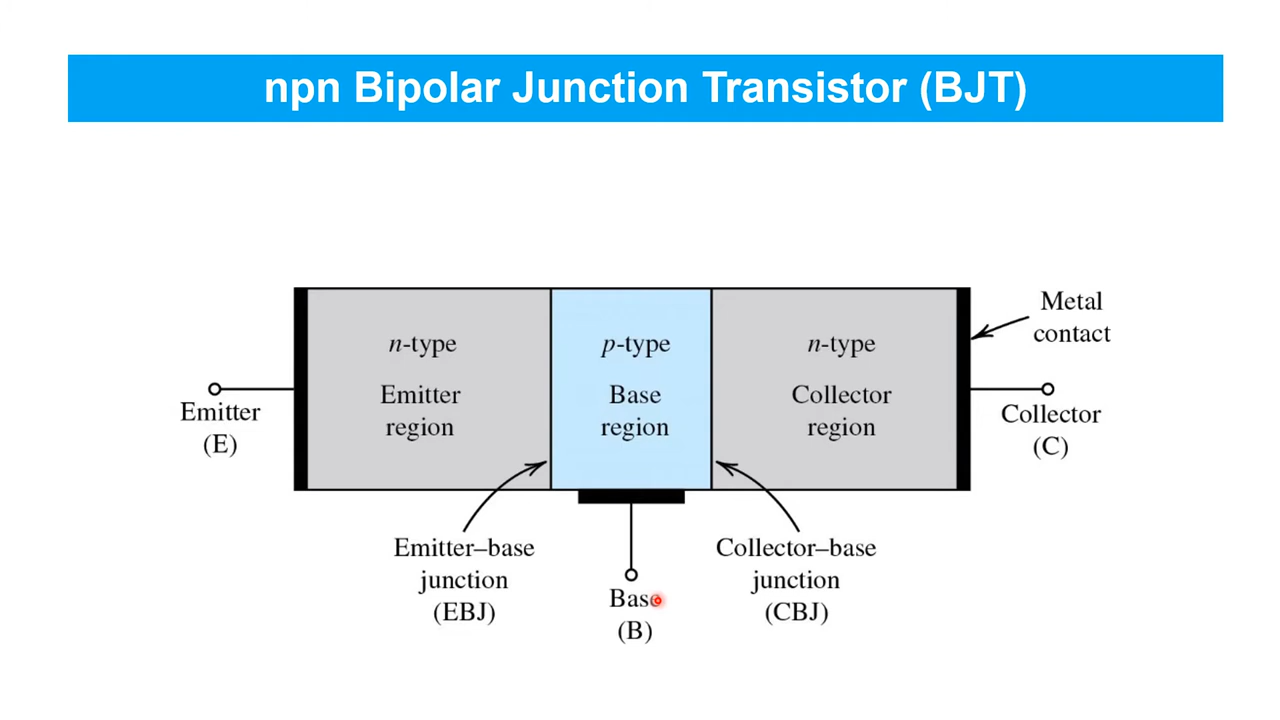 npn Bipolar Junction Transistor (BJT)
Metal
contact
n-type
p-type
n-type
Emitter
region
Base
region
Collector
region
Emitter
(E)
Collector
(C)
Emitter–base
junction
(EBJ)
Collector–base
junction
(CBJ)
Base
(B)